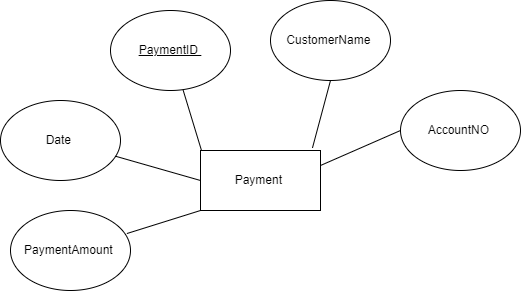 CustomerName
PaymentID
AccountNO
Date
Payment
PaymentAmount